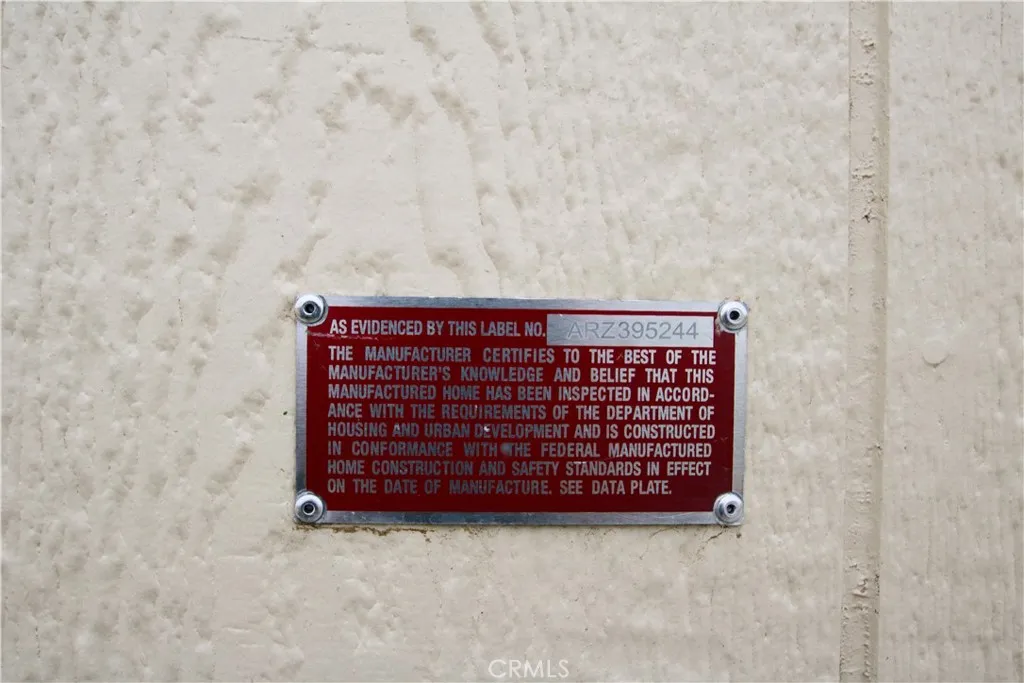 AS EVIDENCED BY THIS LABEL NO. ARZ395244
THE MANUFACTURER CERTIFIES TO THE BEST OF THE
MANUFACTURER'S KNOWLEDGE AND BELIEF THAT THIS
MANUFACTURED HOME HAS BEEN INSPECTED IN ACCORD-
ANCE WITH THE REQUIREMENTS OF THE DEPARTMENT OF
HOUSING AND URBAN DEVELOPMENT AND IS CONSTRUCTED
IN CONFORMANCE WITH THE FEDERAL MANUFACTURED
HOME CONSTRUCTION AND SAFETY STANDARDS IN EFFECT
ON THE DATE OF MANUFACTURE. SEE DATA PLATE.
CRMLS